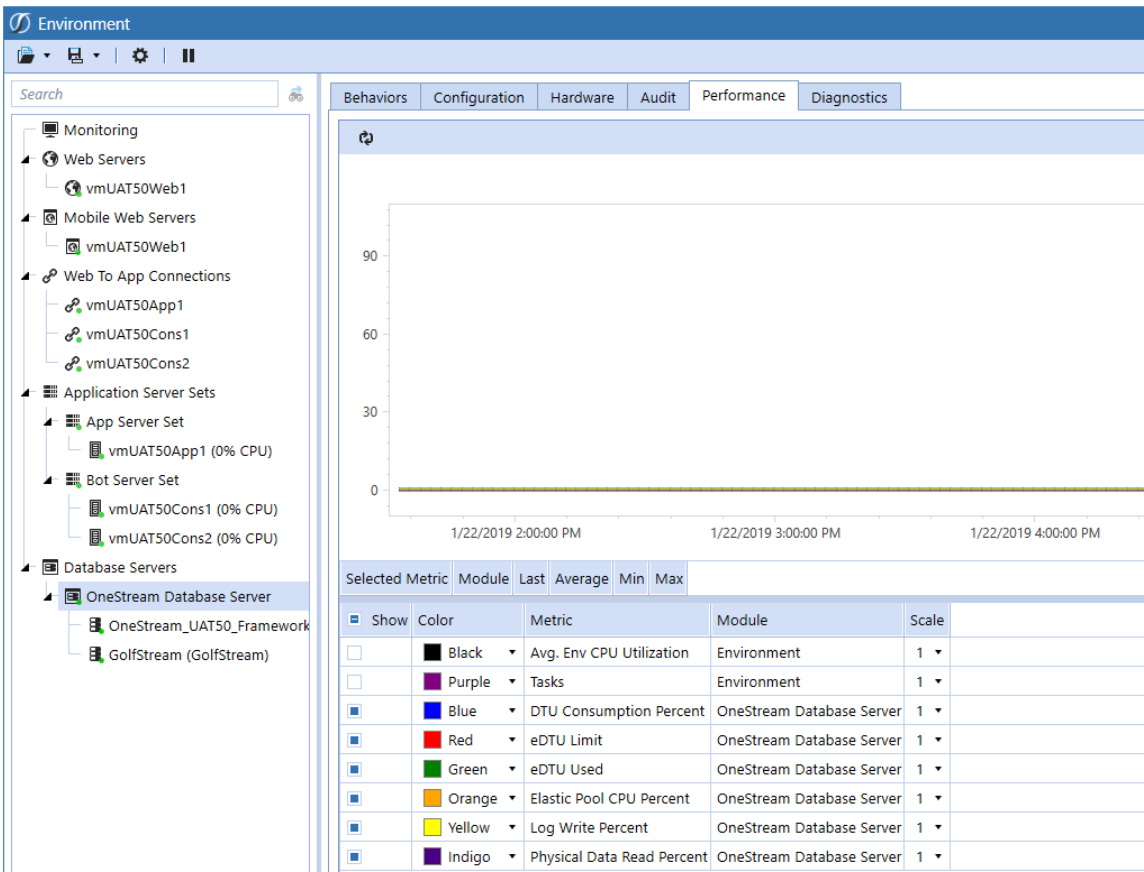 Environment
Search
Monitoring
Web Servers
vmUAT50Web1
Mobile Web Servers
vmUAT50Web1
Web To App Connections
vmUAT50App1
vmUAT50Cons1
vmUAT50Cons2
Application Server Sets
App Server Set
vmUAT50App1 (0% CPU)
Bot Server Set
vmUAT50Cons1 (0% CPU)
vmUAT50Cons2 (0% CPU)
Database Servers
OneStream Database Server
OneStream_UAT50_Framework
GolfStream (GolfStream)
Behaviors Configuration Hardware Audit Performance Diagnostics
90
60
30
0
1/22/2019 2:00:00 PM 1/22/2019 3:00:00 PM 1/22/2019 4:00:00 PM
Selected Metric Module Last Average Min Max
Show Color Metric Module Scale
Black Avg. Env CPU Utilization Environment 1
Purple Tasks Environment 1
Blue DTU Consumption Percent OneStream Database Server 1
Red eDTU Limit OneStream Database Server 1
Green eDTU Used OneStream Database Server 1
Orange Elastic Pool CPU Percent OneStream Database Server 1
Yellow Log Write Percent OneStream Database Server 1
Indigo Physical Data Read Percent OneStream Database Server 1